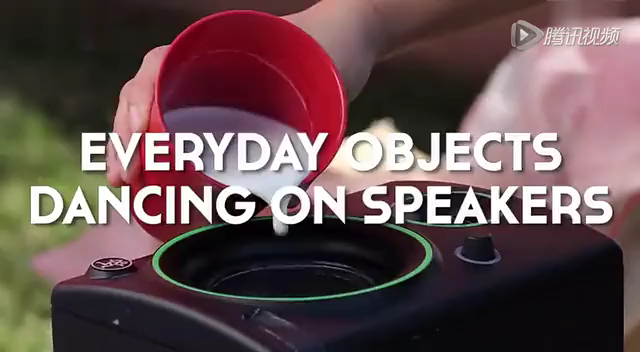 腾讯视频
EVERYDAY OBJECTS
DANCING ON SPEAKERS